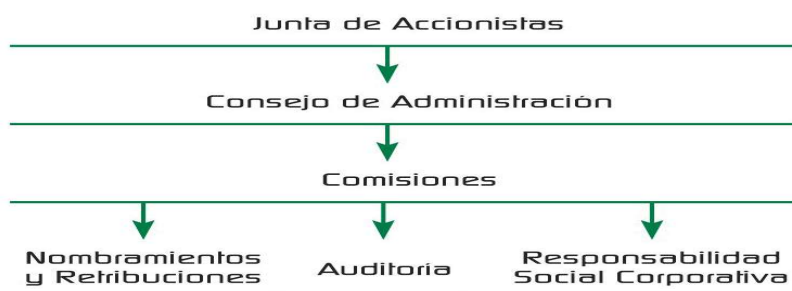 Junta de Accionistas
Consejo de Administración
Comisiones
Nombramientos
y Retribuciones
Auditoría
Responsabilidad
Social Corporativa